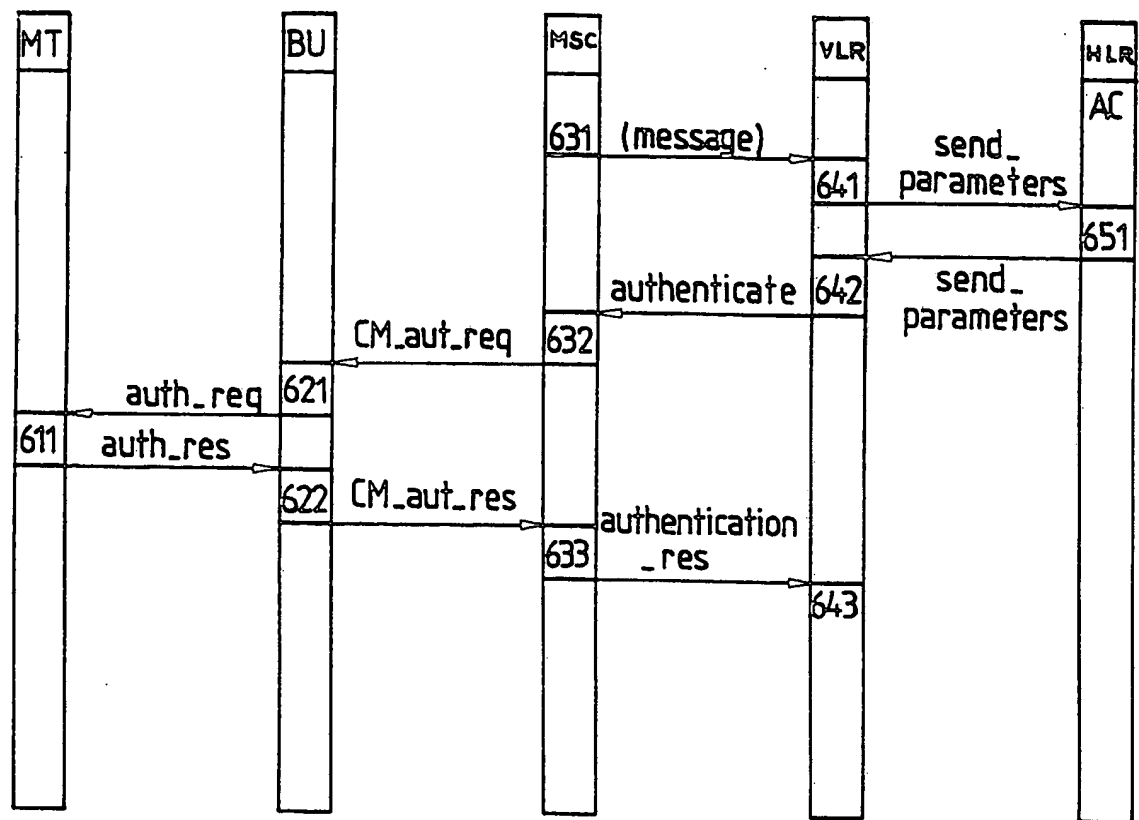 MT
BU
MSC
VLR
HLR
AC
631
(message)
641
send_
parameters
651
send_
parameters
642
authenticate
632
CM_aut_req
621
auth_req
611
auth_res
622
CM_aut_res
633
authentication
_res
643